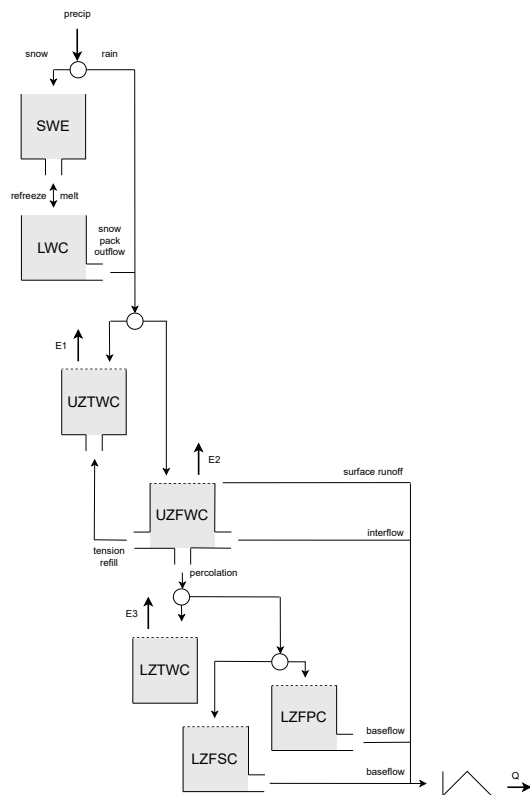 precip
snow
rain
SWE
refreeze
melt
LWC
snow
pack
outflow
E1
UZTWC
E2
surface runoff
UZFWC
interflow
tension
refill
percolation
E3
LZTWC
LZFPC
baseflow
LZFSC
baseflow
Q